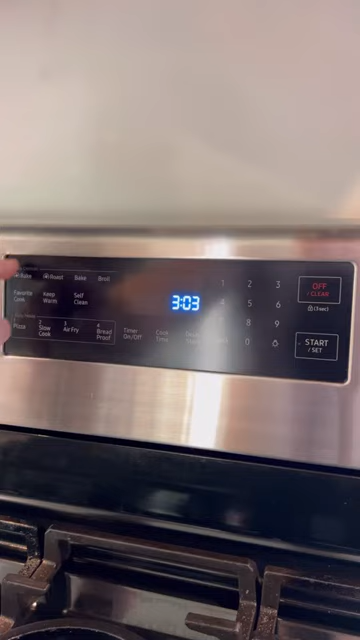 Bake Roast Bake Broil
Favorite Cook Keep Warm Self Clean
1 Pizza 2 Slow Cook 3 Air Fry 4 Bread Proof
Timer On/Off Cook Time
3:03
1 2 3
4 5 6
8 9
0
OFF / CLEAR
(3sec)
START / SET